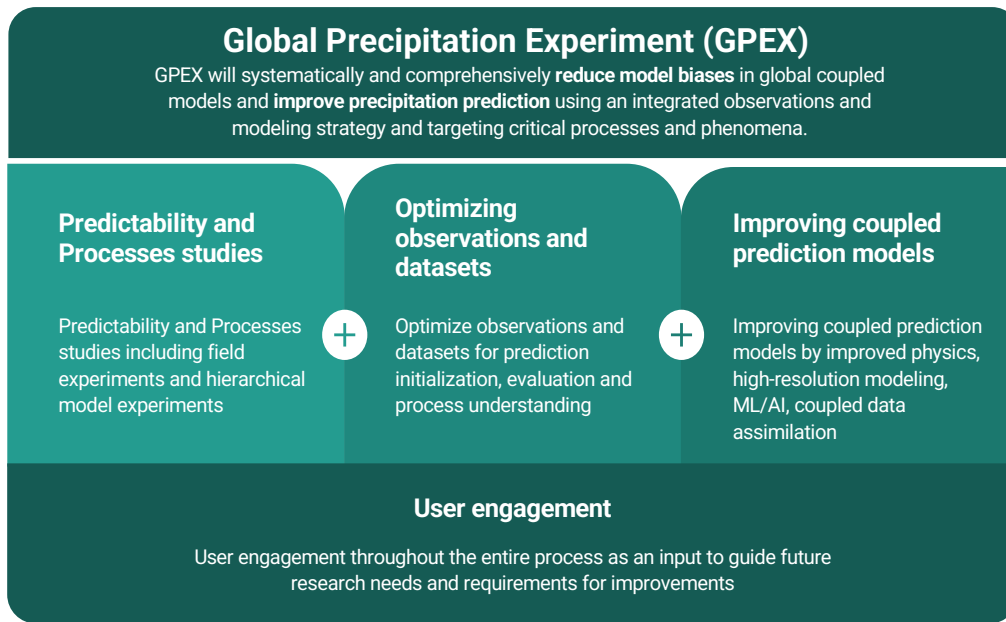 Global Precipitation Experiment (GPEX)
GPEX will systematically and comprehensively reduce model biases in global coupled
models and improve precipitation prediction using an integrated observations and
modeling strategy and targeting critical processes and phenomena.
Predictability and
Processes studies
Predictability and Processes
studies including field
experiments and hierarchical
model experiments
+
Optimizing
observations and
datasets
Optimize observations and
datasets for prediction
initialization, evaluation and
process understanding
+
Improving coupled
prediction models
Improving coupled prediction
models by improved physics,
high-resolution modeling,
ML/AI, coupled data
assimilation
User engagement
User engagement throughout the entire process as an input to guide future
research needs and requirements for improvements